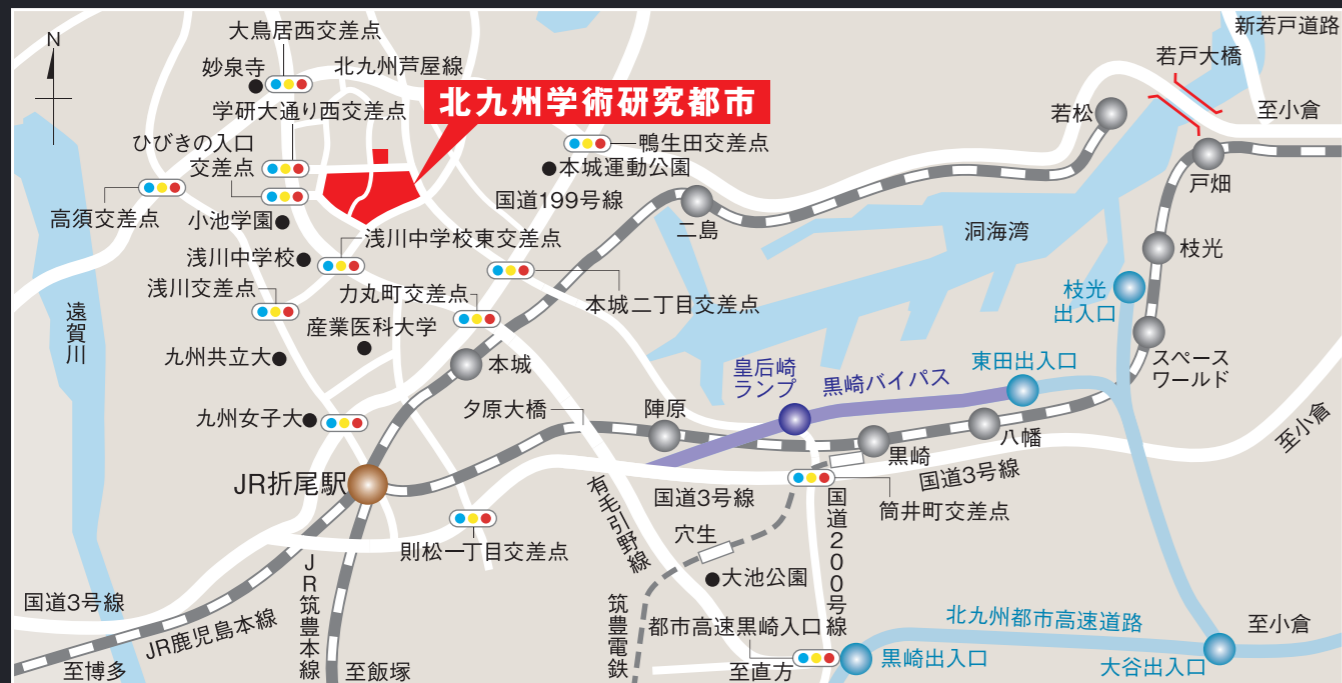 大鳥居西交差点
新若戸道路
N
妙泉寺
北九州芦屋線
若戸大橋
北九州学術研究都市
学研大通り西交差点
若松
至小倉
ひびきの入口
交差点
鴨生田交差点
本城運動公園
戸畑
高須交差点
小池学園
国道199号線
二島
洞海湾
浅川中学校東交差点
浅川中学校
枝光
浅川交差点
力丸町交差点
本城二丁目交差点
枝光
出入口
遠賀川
産業医科大学
九州共立大
本城
皇后崎
ランプ
黒崎バイパス
東田出入口
スペース
ワールド
九州女子大
夕原大橋
陣原
八幡
至小倉
黒崎
JR折尾駅
国道3号線
国道3号線
有毛引野線
国道200号線
筒井町交差点
則松一丁目交差点
穴生
大池公園
JR筑豊本線
国道3号線
JR鹿児島本線
筑豊電鉄
都市高速黒崎入口
北九州都市高速道路
至小倉
至博多
至飯塚
至直方
黒崎出入口
大谷出入口